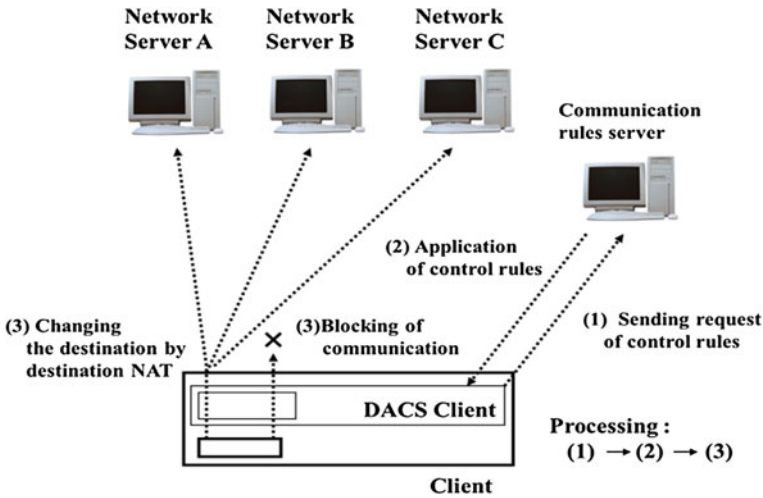 Network
Server A
Network
Server B
Network
Server C
Communication
rules server
(2) Application
of control rules
(3) Changing
the destination by
destination NAT
(3)Blocking of
communication
(1) Sending request
of control rules
DACS Client
Processing :
(1) → (2) → (3)
Client